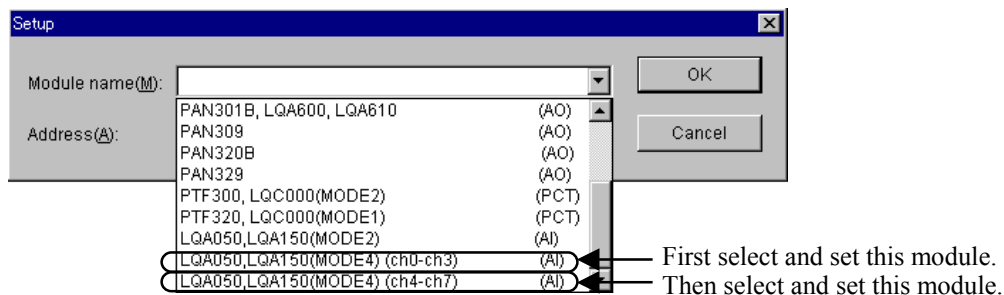 Setup
Module name(M):
OK
PAN301B, LQA600, LQA610 (AO)
Address(A):
Cancel
PAN309 (AO)
PAN320B (AO)
PAN329 (AO)
PTF300, LQC000(MODE2) (PCT)
PTF320, LQC000(MODE1) (PCT)
LQA050,LQA150(MODE2) (AI)
LQA050,LQA150(MODE4) (ch0-ch3) (AI) First select and set this module.
LQA050,LQA150(MODE4) (ch4-ch7) (AI) Then select and set this module.